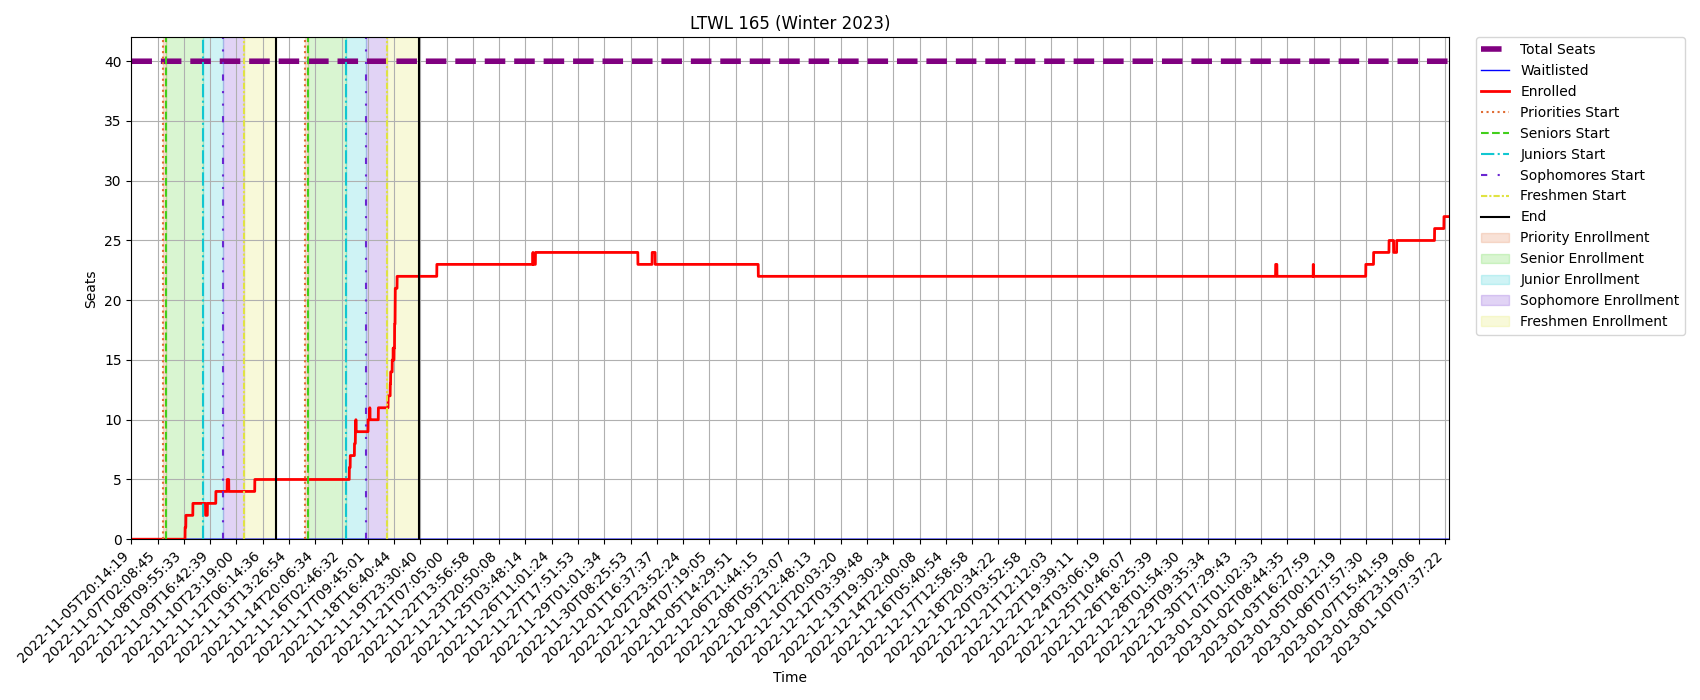 LTWL 165 (Winter 2023)
Seats
40
35
30
25
20
15
10
5
0
2022-11-05T20:14:19
2022-11-07T02:08:45
2022-11-08T09:55:33
2022-11-09T16:42:39
2022-11-10T23:19:00
2022-11-12T06:14:36
2022-11-13T13:26:54
2022-11-14T20:06:34
2022-11-16T02:46:32
2022-11-17T09:45:01
2022-11-18T16:40:44
2022-11-19T23:30:40
2022-11-21T07:05:00
2022-11-22T13:56:58
2022-11-23T20:50:08
2022-11-25T03:48:14
2022-11-26T11:01:24
2022-11-27T17:51:53
2022-11-29T01:01:34
2022-11-30T08:25:53
2022-12-01T16:37:37
2022-12-02T23:52:24
2022-12-04T07:19:05
2022-12-05T14:29:51
2022-12-06T21:44:15
2022-12-08T05:23:07
2022-12-09T12:48:13
2022-12-10T20:03:20
2022-12-12T03:39:48
2022-12-13T19:30:34
2022-12-14T22:00:08
2022-12-16T05:40:54
2022-12-17T12:58:58
2022-12-18T20:34:22
2022-12-20T03:52:58
2022-12-21T12:12:03
2022-12-22T19:39:11
2022-12-24T03:06:19
2022-12-25T10:46:07
2022-12-26T18:25:39
2022-12-28T01:54:30
2022-12-29T09:35:34
2022-12-30T17:29:43
2023-01-01T01:02:33
2023-01-02T08:44:35
2023-01-03T16:27:59
2023-01-05T00:12:19
2023-01-06T07:57:30
2023-01-07T15:41:59
2023-01-08T23:19:06
2023-01-10T07:37:22
Time
Total Seats
Waitlisted
Enrolled
Priorities Start
Seniors Start
Juniors Start
Sophomores Start
Freshmen Start
End
Priority Enrollment
Senior Enrollment
Junior Enrollment
Sophomore Enrollment
Freshmen Enrollment